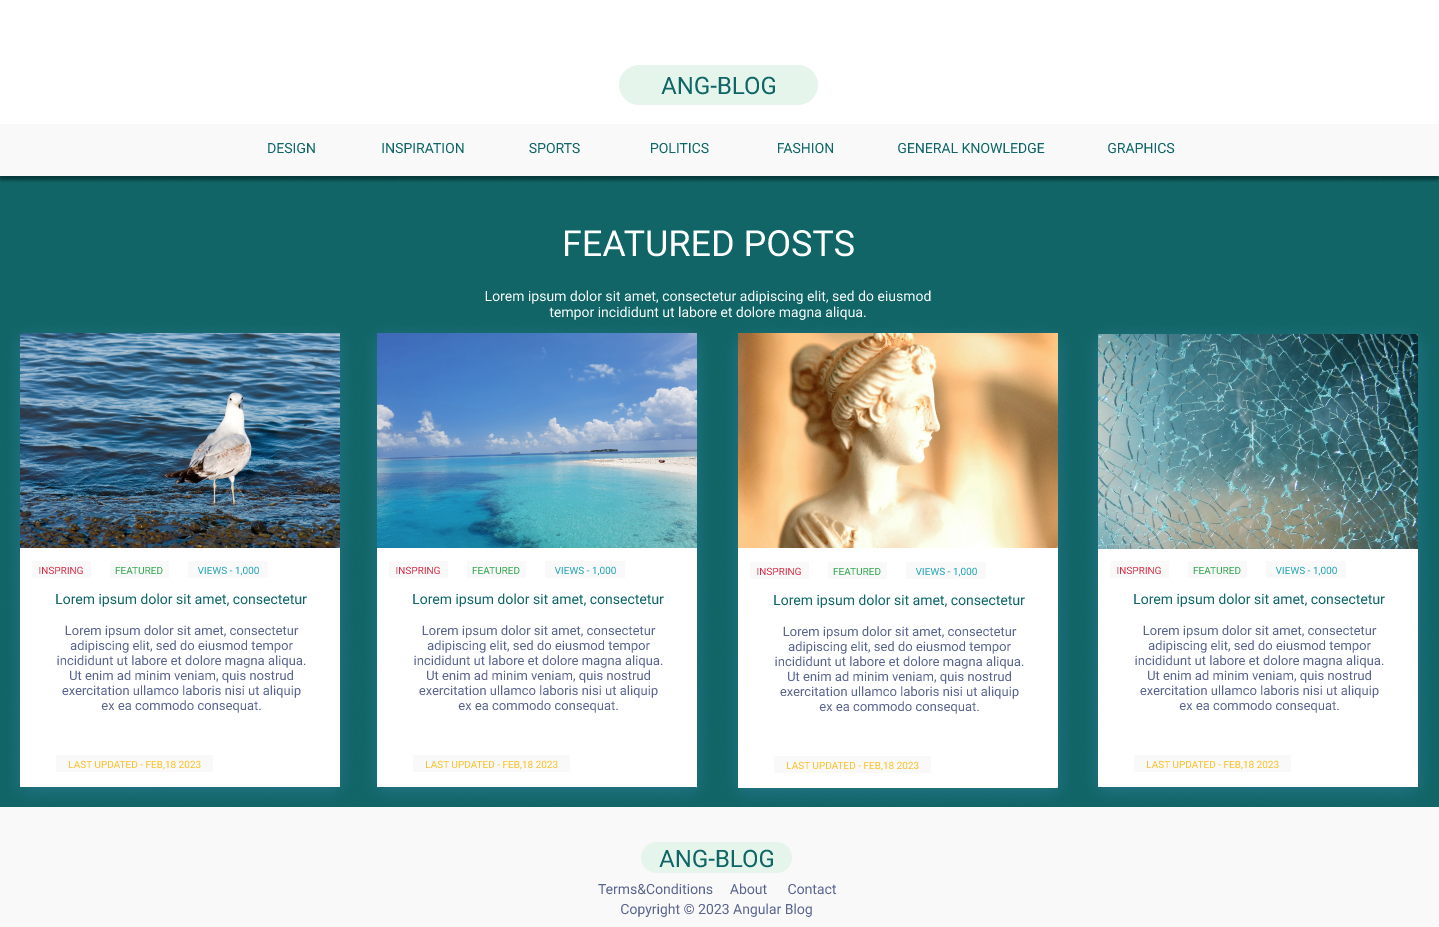 ANG-BLOG
DESIGN INSPIRATION SPORTS POLITICS FASHION GENERAL KNOWLEDGE GRAPHICS
FEATURED POSTS
Lorem ipsum dolor sit amet, consectetur adipiscing elit, sed do eiusmod
tempor incididunt ut labore et dolore magna aliqua.
INSPRING FEATURED VIEWS - 1,000
Lorem ipsum dolor sit amet, consectetur
Lorem ipsum dolor sit amet, consectetur
adipiscing elit, sed do eiusmod tempor
incididunt ut labore et dolore magna aliqua.
Ut enim ad minim veniam, quis nostrud
exercitation ullamco laboris nisi ut aliquip
ex ea commodo consequat.
LAST UPDATED - FEB,18 2023
INSPRING FEATURED VIEWS - 1,000
Lorem ipsum dolor sit amet, consectetur
Lorem ipsum dolor sit amet, consectetur
adipiscing elit, sed do eiusmod tempor
incididunt ut labore et dolore magna aliqua.
Ut enim ad minim veniam, quis nostrud
exercitation ullamco laboris nisi ut aliquip
ex ea commodo consequat.
LAST UPDATED - FEB,18 2023
INSPRING FEATURED VIEWS - 1,000
Lorem ipsum dolor sit amet, consectetur
Lorem ipsum dolor sit amet, consectetur
adipiscing elit, sed do eiusmod tempor
incididunt ut labore et dolore magna aliqua.
Ut enim ad minim veniam, quis nostrud
exercitation ullamco laboris nisi ut aliquip
ex ea commodo consequat.
LAST UPDATED - FEB,18 2023
INSPRING FEATURED VIEWS - 1,000
Lorem ipsum dolor sit amet, consectetur
Lorem ipsum dolor sit amet, consectetur
adipiscing elit, sed do eiusmod tempor
incididunt ut labore et dolore magna aliqua.
Ut enim ad minim veniam, quis nostrud
exercitation ullamco laboris nisi ut aliquip
ex ea commodo consequat.
LAST UPDATED - FEB,18 2023
ANG-BLOG
Terms&Conditions About Contact
Copyright © 2023 Angular Blog